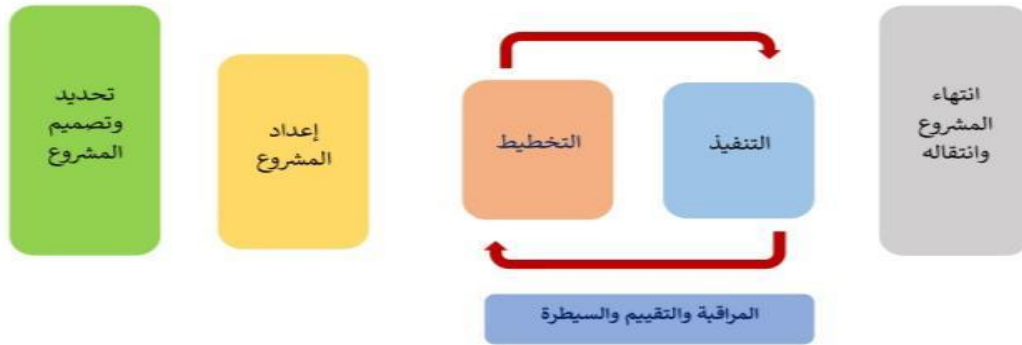 تحديد
وتصميم
المشروع
إعداد
المشروع
التخطيط
التنفيذ
انتهاء
المشروع
وانتقاله
المراقبة والتقييم والسيطرة